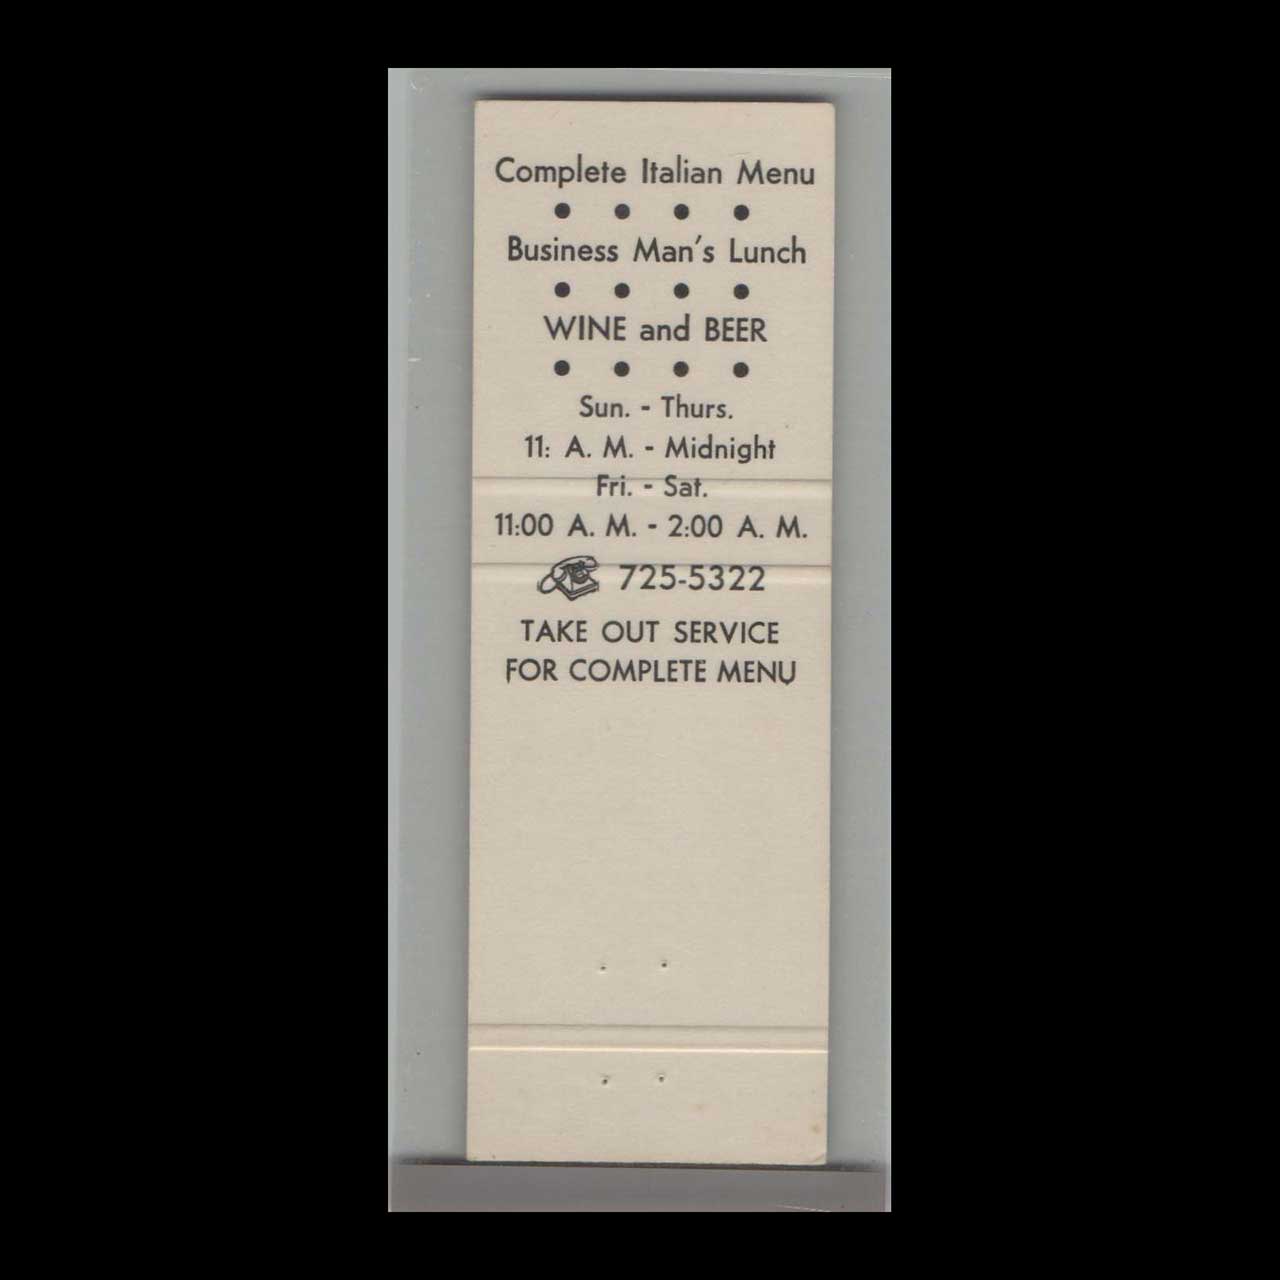 Complete Italian Menu
Business Man's Lunch
WINE and BEER
Sun. - Thurs.
11: A. M. - Midnight
Fri. - Sat.
11:00 A. M. - 2:00 A. M.
725-5322
TAKE OUT SERVICE
FOR COMPLETE MENU